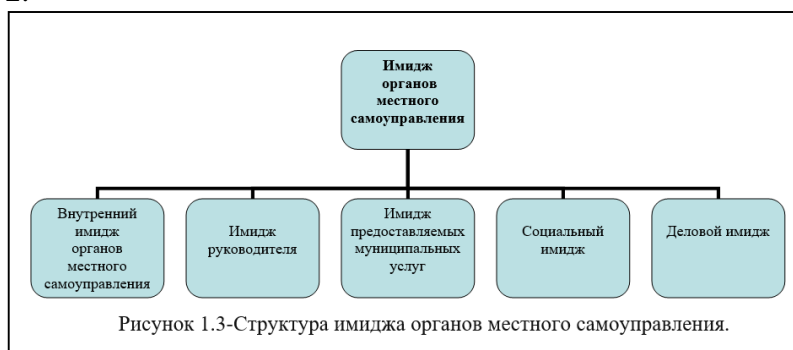 Имидж
органов
местного
самоуправления
Внутренний
имидж
органов
местного
самоуправления
Имидж
руководителя
Имидж
предоставляемых
муниципальных
услуг
Социальный
имидж
Деловой имидж
Рисунок 1.3-Структура имиджа органов местного самоуправления.